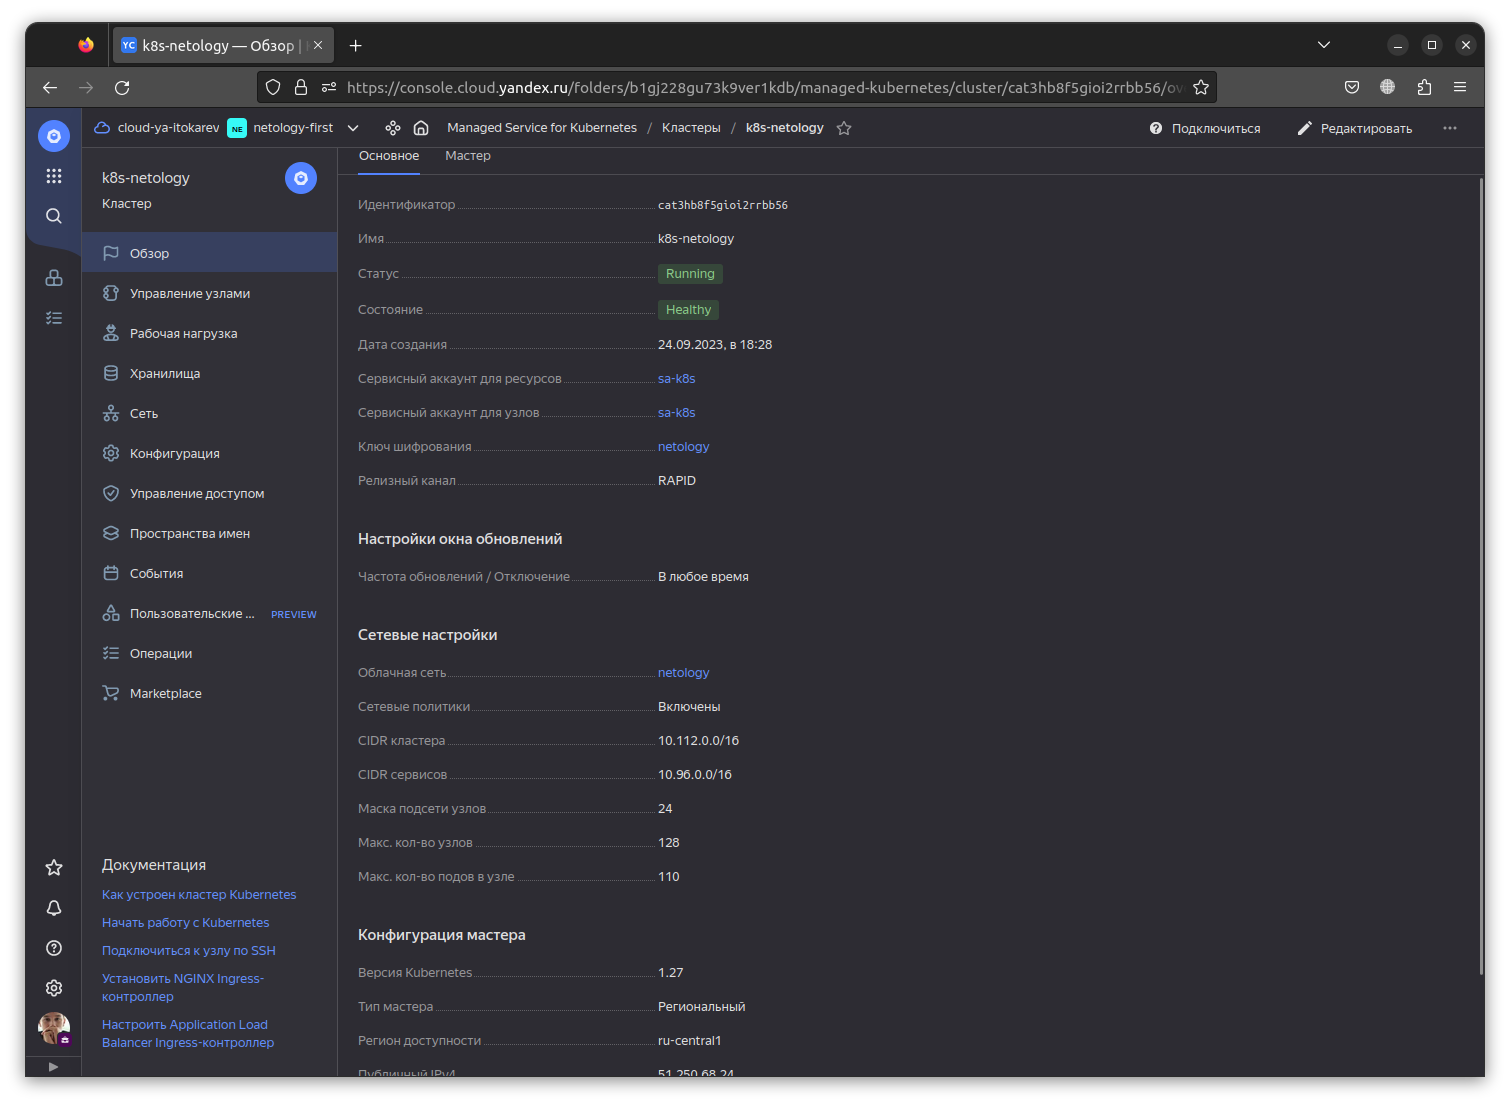 YC k8s-netology — Обзор |
https://console.cloud.yandex.ru/folders/b1gj228gu73k9ver1kdb/managed-kubernetes/cluster/cat3hb8f5gioi2rrbb56/ov
cloud-ya-itokarev NE netology-first Managed Service for Kubernetes / Кластеры / k8s-netology Подключиться Редактировать
k8s-netology
Кластер
Обзор
Управление узлами
Рабочая нагрузка
Хранилища
Сеть
Конфигурация
Управление доступом
Пространства имен
События
Пользовательские ... PREVIEW
Операции
Marketplace
Документация
Как устроен кластер Kubernetes
Начать работу с Kubernetes
Подключиться к узлу по SSH
Установить NGINX Ingress-
контроллер
Настроить Application Load
Balancer Ingress-контроллер
Основное Мастер
Идентификатор cat3hb8f5gioi2rrbb56
Имя k8s-netology
Статус Running
Состояние Healthy
Дата создания 24.09.2023, в 18:28
Сервисный аккаунт для ресурсов sa-k8s
Сервисный аккаунт для узлов sa-k8s
Ключ шифрования netology
Релизный канал RAPID
Настройки окна обновлений
Частота обновлений / Отключение В любое время
Сетевые настройки
Облачная сеть netology
Сетевые политики Включены
CIDR кластера 10.112.0.0/16
CIDR сервисов 10.96.0.0/16
Маска подсети узлов 24
Макс. кол-во узлов 128
Макс. кол-во подов в узле 110
Конфигурация мастера
Версия Kubernetes 1.27
Тип мастера Региональный
Регион доступности ru-central1
Публичный IPv4 51.250.68.24